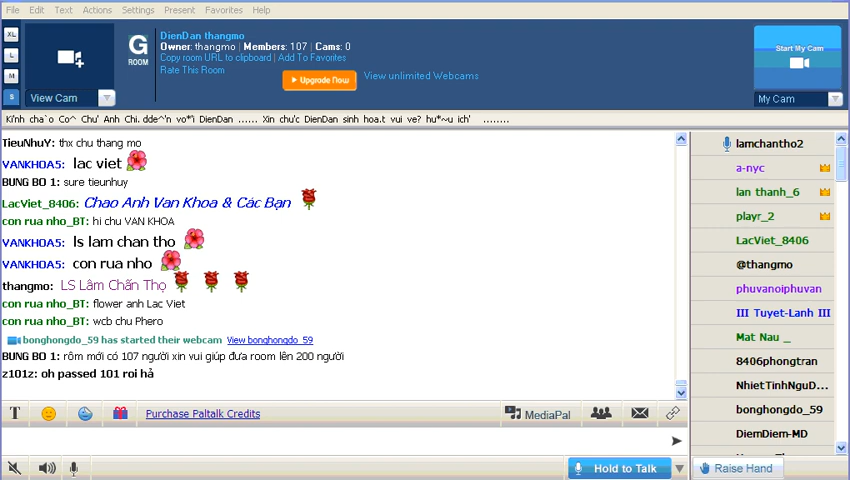 File Edit Text Actions Settings Present Favorites Help
XL
L
M
S
View Cam
G
ROOM
DienDan thangmo
Owner: thangmo | Members: 107 | Cams: 0
Copy room URL to clipboard | Add To Favorites
Rate This Room
Upgrade Now
View unlimited Webcams
Start My Cam
My Cam
Ki'nh cha`o Co^ Chu' Anh Chi. dde^'n vo*'i DienDan ...... Xin chu'c DienDan sinh hoa.t vui ve? hu*~u ich' ........
TieuNhuY: thx chu thang mo
VANKHOA5: lac viet
BUNG BO 1: sure tieunhuy
LacViet_8406: Chao Anh Van Khoa & Các Bạn
con rua nho_BT: hi chu VAN KHOA
VANKHOA5: ls lam chan tho
VANKHOA5: con rua nho
thangmo: LS Lâm Chấn Thọ
con rua nho_BT: flower anh Lac Viet
con rua nho_BT: wcb chu Phero
bonghongdo_59 has started their webcam View bonghongdo_59
BUNG BO 1: rôm mới có 107 người xin vui giúp đưa room lên 200 người
z101z: oh passed 101 roi hả
lamchantho2
a-nyc
lan thanh_6
playr_2
LacViet_8406
@thangmo
phuvanoiphuvan
III Tuyet-Lanh III
Mat Nau _
8406phongtran
NhietTinhNguD...
bonghongdo_59
DiemDiem-MD
T
Purchase Paltalk Credits
MediaPal
Hold to Talk
Raise Hand